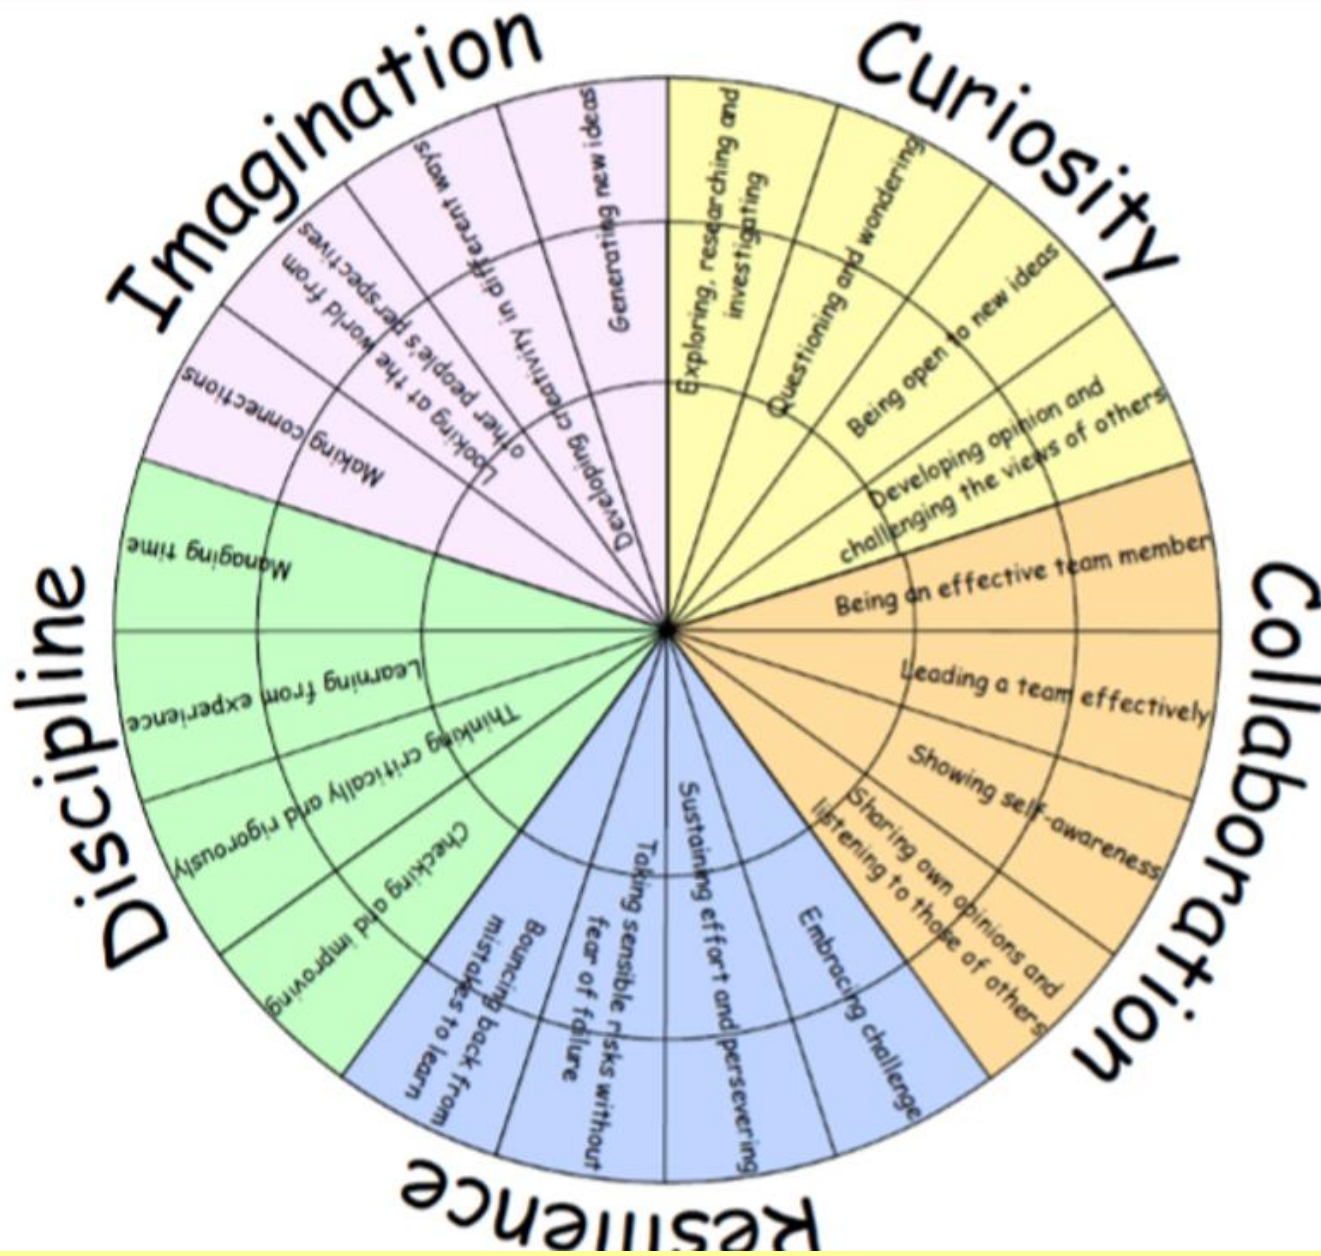 Curiosity
Exploring, researching and
investigating
Questioning and wondering
Being open to new ideas
Developing opinion and
challenging the views of others
Collaboration
Being an effective team member
Leading a team effectively
Showing self-awareness
Sharing own opinions and
listening to those of others
Resilience
Embracing challenge
Sustaining effort and persevering
Taking sensible risks without
fear of failure
Bouncing back from
mistakes to learn
Discipline
Checking and improving
Thinking critically and rigorously
Learning from experience
Managing time
Imagination
Making connections
Looking at the world from
other people's perspectives
Developing creativity in different ways
Generating new ideas